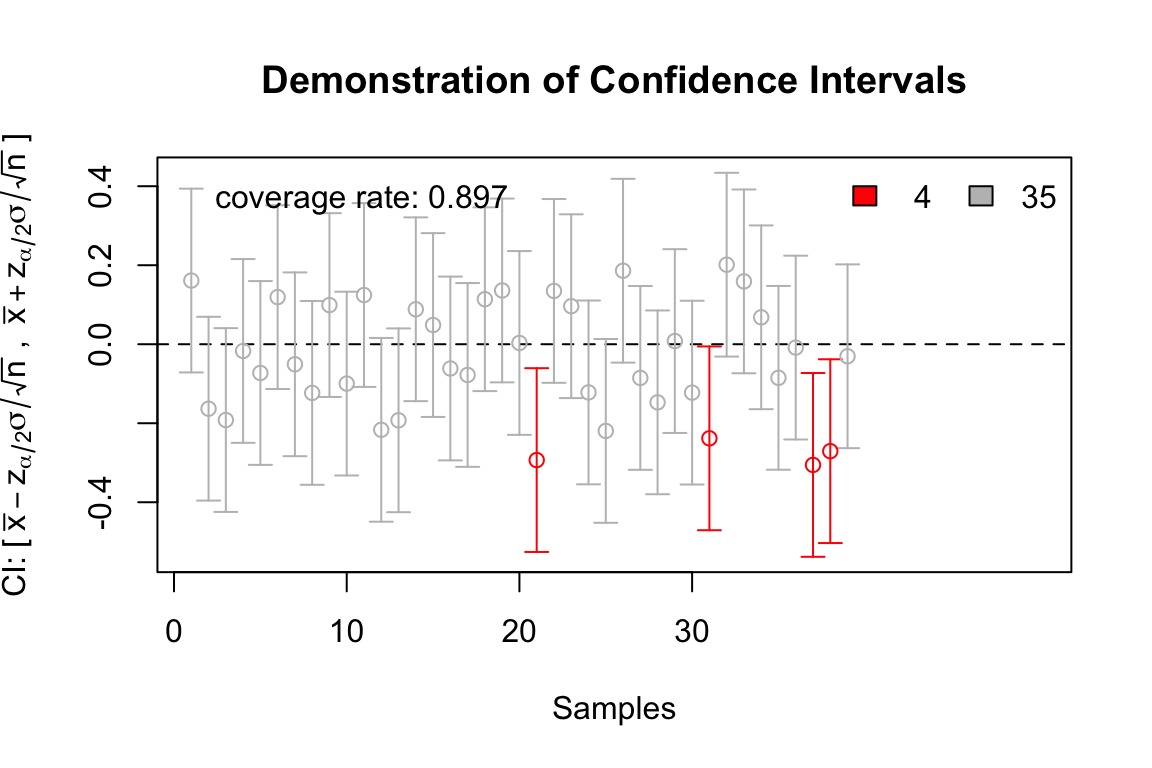 Demonstration of Confidence Intervals
CI: [ x̅ − zα/2σ/√n , x̅ + zα/2σ/√n ]
coverage rate: 0.897
4 35
0.4
0.2
0.0
-0.4
0 10 20 30
Samples